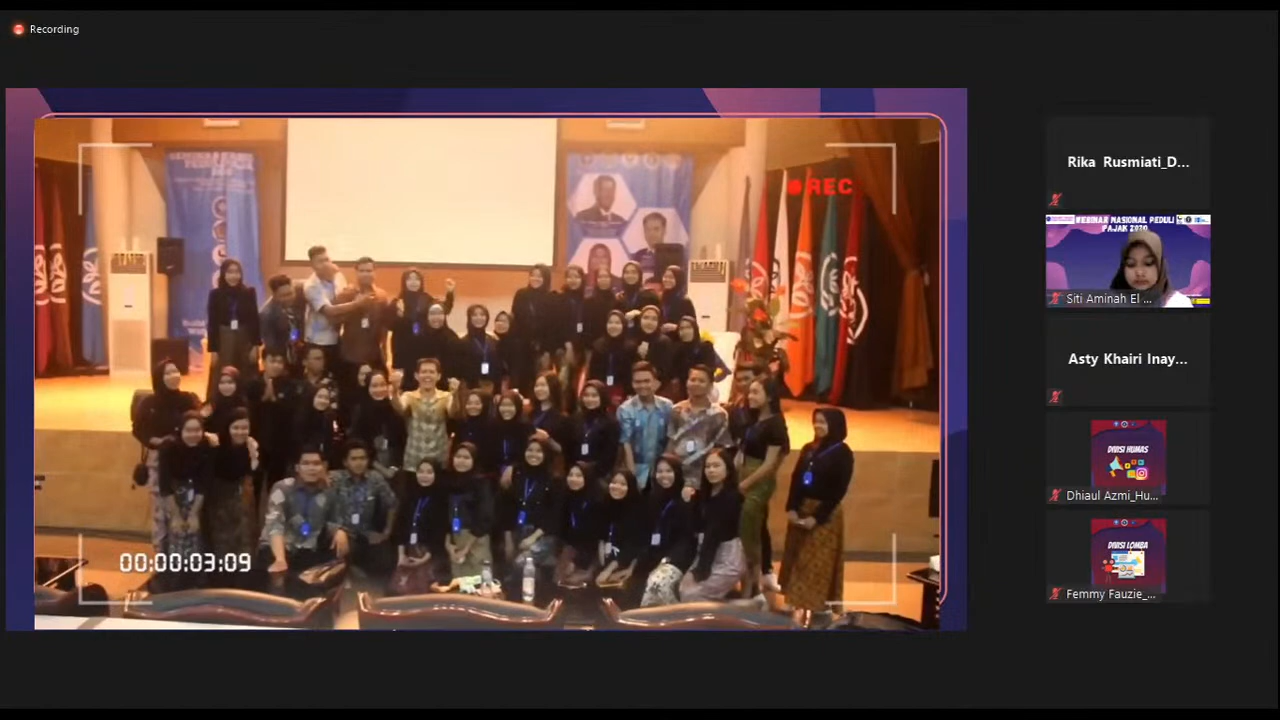 Recording
REC
00:00:03:09
Rika Rusmiati_D...
WEBINAR NASIONAL PEDULI
PAJAK 2020
Siti Aminah El ...
Asty Khairi Inay...
DIVISI HUMAS
Dhiaul Azmi_Hu...
DIVISI LOMBA
Femmy Fauzie_...